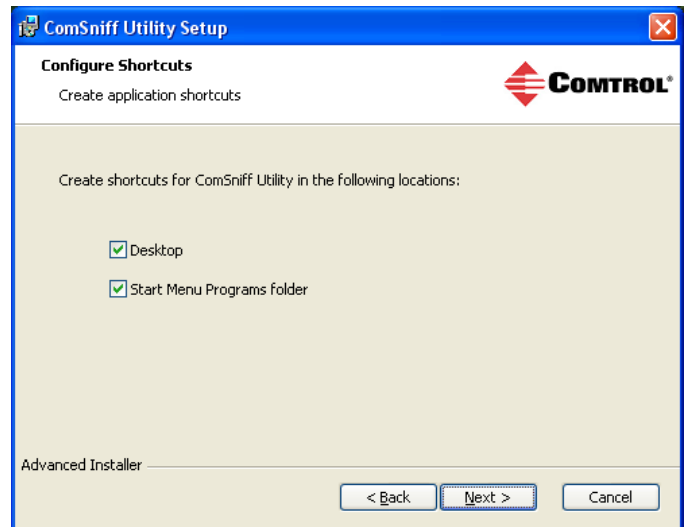 ComSniff Utility Setup
Configure Shortcuts
Create application shortcuts
COMTROL®
Create shortcuts for ComSniff Utility in the following locations:
Desktop
Start Menu Programs folder
Advanced Installer
< Back
Next >
Cancel